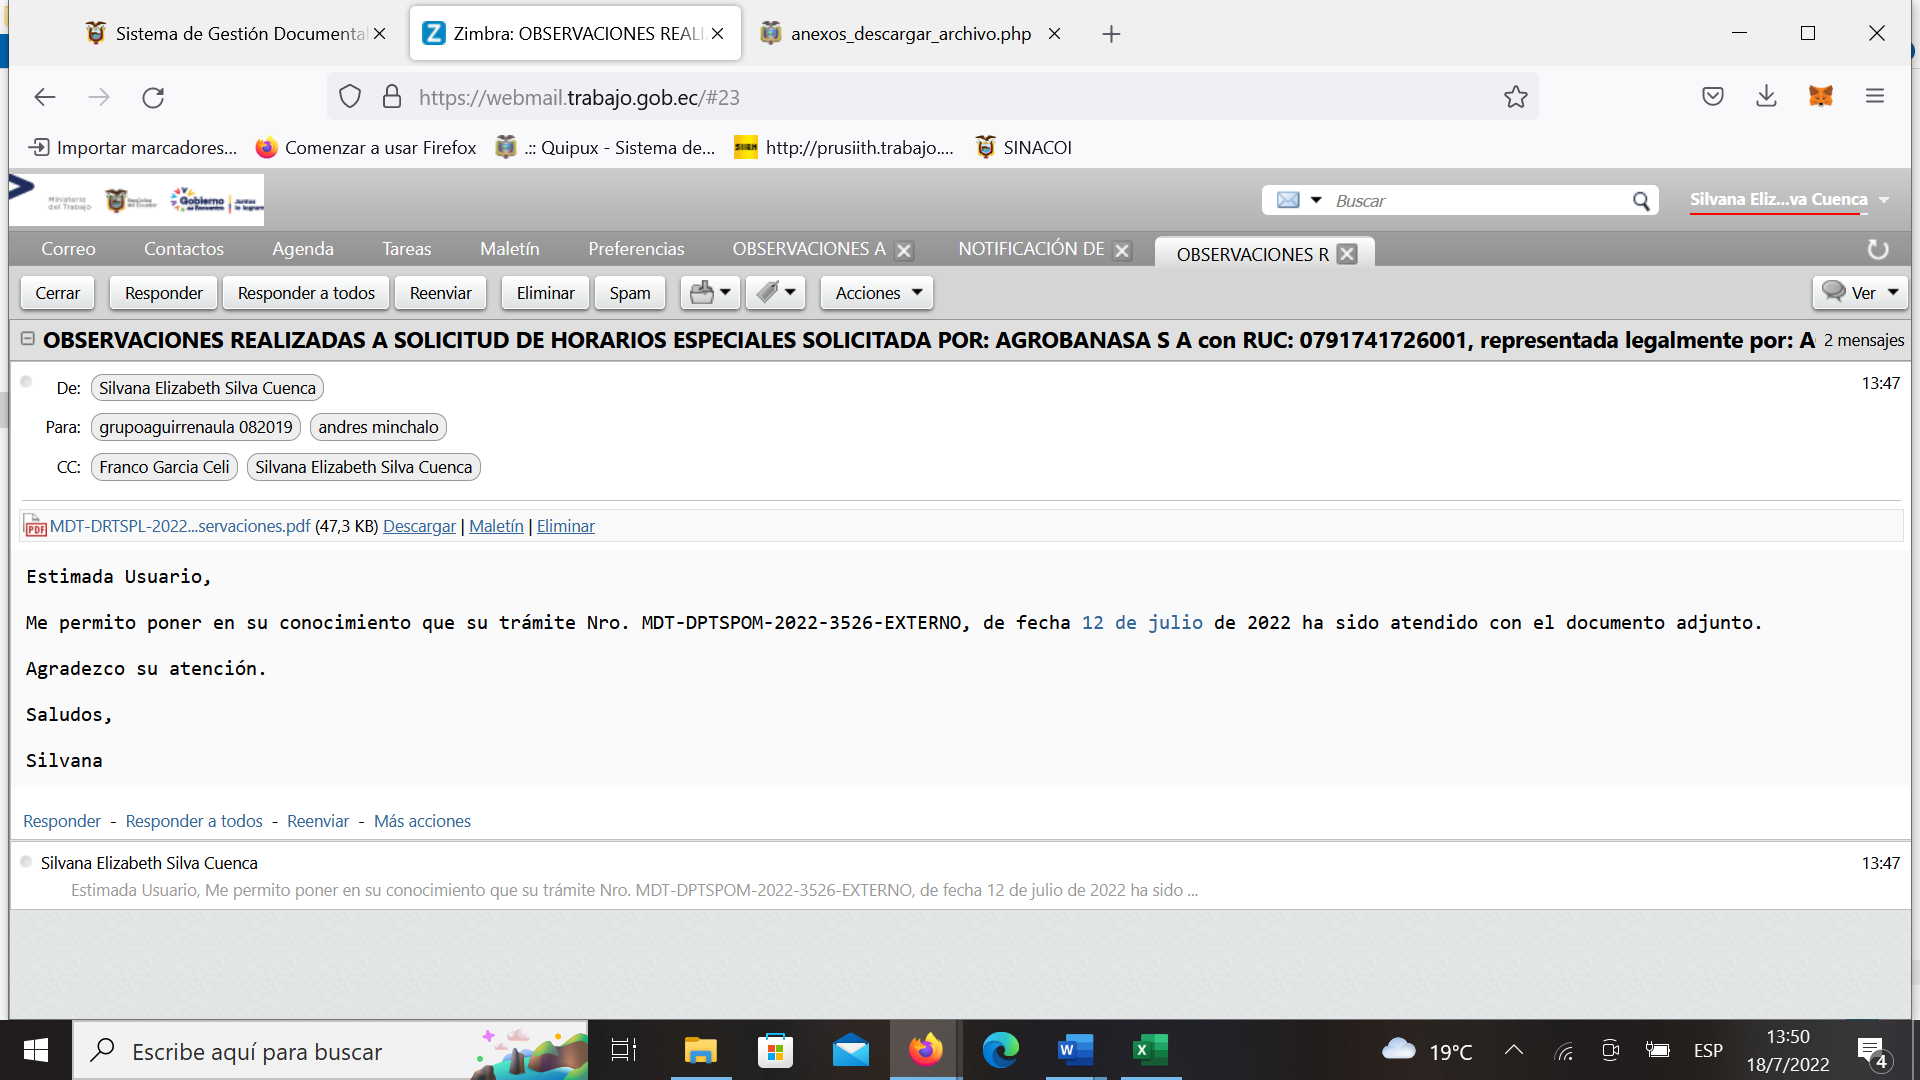 Sistema de Gestión Documental
Zimbra: OBSERVACIONES REALIZ
anexos_descargar_archivo.php
https://webmail.trabajo.gob.ec/#23
Importar marcadores...
Comenzar a usar Firefox
.:: Quipux - Sistema de...
http://prusiith.trabajo....
SINACOI
Ministerio del Trabajo
Gobierno
Buscar
Silvana Eliz...va Cuenca
Correo
Contactos
Agenda
Tareas
Maletín
Preferencias
OBSERVACIONES A
NOTIFICACIÓN DE
OBSERVACIONES R
Cerrar
Responder
Responder a todos
Reenviar
Eliminar
Spam
Acciones
Ver
OBSERVACIONES REALIZADAS A SOLICITUD DE HORARIOS ESPECIALES SOLICITADA POR: AGROBANASA S A con RUC: 0791741726001, representada legalmente por: A
2 mensajes
De: Silvana Elizabeth Silva Cuenca
13:47
Para: grupoaguirrenaula 082019 andres minchalo
CC: Franco Garcia Celi Silvana Elizabeth Silva Cuenca
PDF MDT-DRTSPL-2022...servaciones.pdf (47,3 KB) Descargar | Maletín | Eliminar
Estimada Usuario,
Me permito poner en su conocimiento que su trámite Nro. MDT-DPTSPOM-2022-3526-EXTERNO, de fecha 12 de julio de 2022 ha sido atendido con el documento adjunto.
Agradezco su atención.
Saludos,
Silvana
Responder - Responder a todos - Reenviar - Más acciones
Silvana Elizabeth Silva Cuenca
13:47
Estimada Usuario, Me permito poner en su conocimiento que su trámite Nro. MDT-DPTSPOM-2022-3526-EXTERNO, de fecha 12 de julio de 2022 ha sido ...
Escribe aquí para buscar
19°C
ESP
13:50
18/7/2022
4